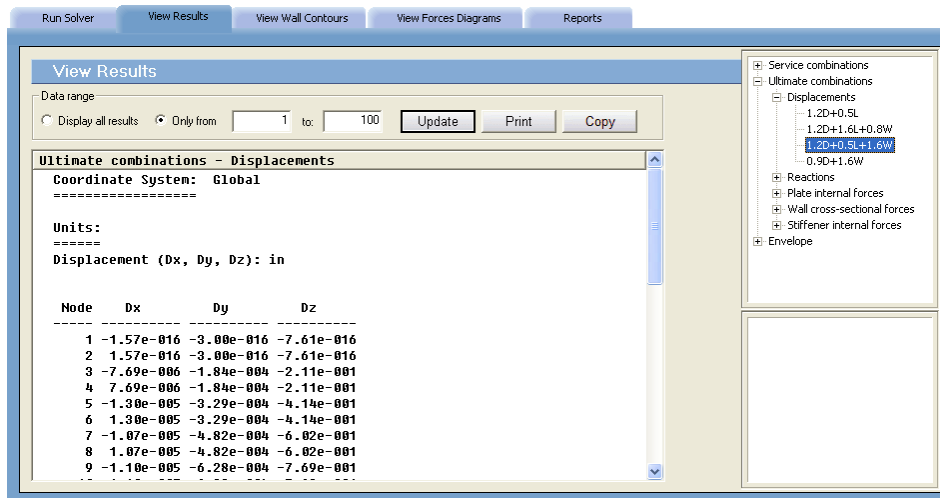 Run Solver
View Results
View Wall Contours
View Forces Diagrams
Reports
View Results
Data range
Display all results
Only from
1
to:
100
Update
Print
Copy
Ultimate combinations - Displacements
Coordinate System: Global
==================
Units:
======
Displacement (Dx, Dy, Dz): in
Node Dx Dy Dz
----- ---------- ---------- ----------
1 -1.57e-016 -3.00e-016 -7.61e-016
2 1.57e-016 -3.00e-016 -7.61e-016
3 -7.69e-006 -1.84e-004 -2.11e-001
4 7.69e-006 -1.84e-004 -2.11e-001
5 -1.30e-005 -3.29e-004 -4.14e-001
6 1.30e-005 -3.29e-004 -4.14e-001
7 -1.07e-005 -4.82e-004 -6.02e-001
8 1.07e-005 -4.82e-004 -6.02e-001
9 -1.10e-005 -6.28e-004 -7.69e-001
Service combinations
Ultimate combinations
Displacements
1.2D+0.5L
1.2D+1.6L+0.8W
1.2D+0.5L+1.6W
0.9D+1.6W
Reactions
Plate internal forces
Wall cross-sectional forces
Stiffener internal forces
Envelope